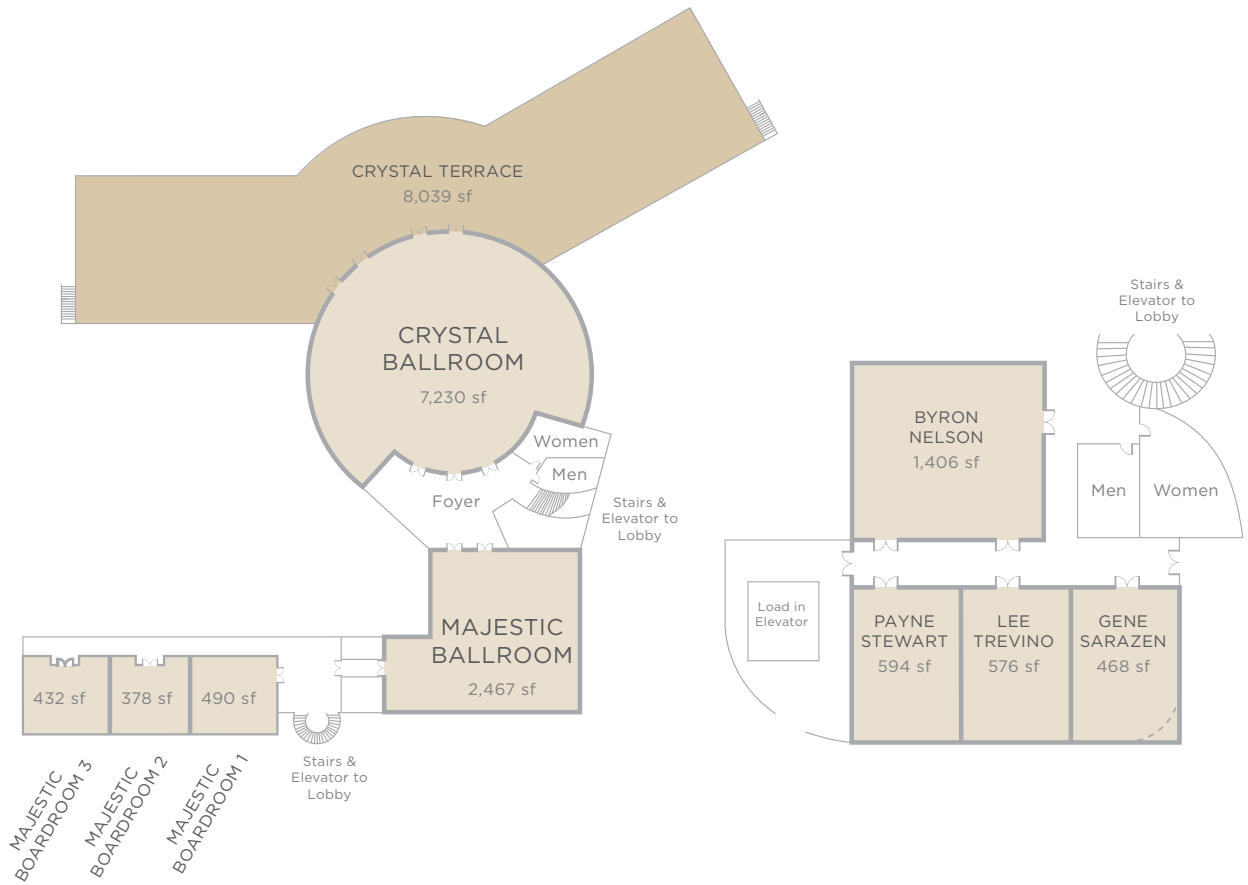 CRYSTAL TERRACE
8,039 sf
CRYSTAL
BALLROOM
7,230 sf
Women
Men
Foyer
Stairs &
Elevator to
Lobby
MAJESTIC
BALLROOM
2,467 sf
432 sf
378 sf
490 sf
MAJESTIC
BOARDROOM 3
MAJESTIC
BOARDROOM 2
MAJESTIC
BOARDROOM 1
Stairs &
Elevator to
Lobby
Stairs &
Elevator to
Lobby
BYRON
NELSON
1,406 sf
Men
Women
Load in
Elevator
PAYNE
STEWART
594 sf
LEE
TREVINO
576 sf
GENE
SARAZEN
468 sf